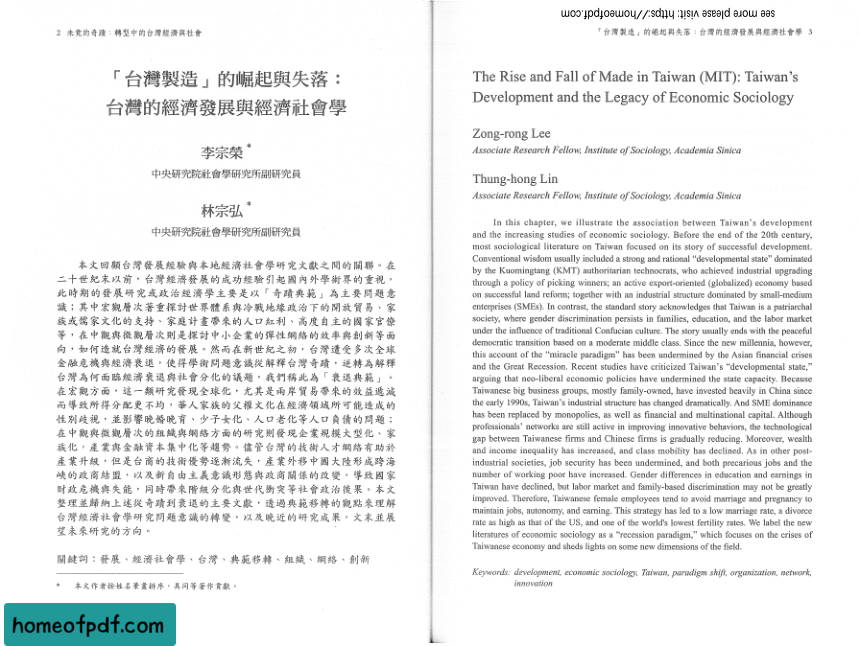 2 未竟的奇蹟：轉型中的台灣經濟與社會
「台灣製造」的崛起與失落：
台灣的經濟發展與經濟社會學
李宗榮*
中央研究院社會學研究所副研究員
林宗弘*
中央研究院社會學研究所副研究員
本文回顧台灣發展經驗與本地經濟社會學研究文獻之間的關聯。在
二十世紀末以前，台灣經濟發展的成功經驗引起國內外學術界的重視，
此時期的發展研究或政治經濟學主要是以「奇蹟典範」為主要問題意
識：其中宏觀層次著重探討世界體系與冷戰地緣政治下的開放貿易、家
族或儒家文化的支持、家庭計畫帶來的人口紅利、高度自主的國家官僚
等，在中觀與微觀層次則是探討中小企業的彈性網絡的效率與創新等面
向，如何造就台灣經濟的發展。然而在新世紀之初，台灣遭受多次全球
金融危機與經濟衰退，使得學術問題意識從解釋台灣奇蹟，逆轉為解釋
台灣為何面臨經濟衰退與社會分化的議題，我們稱此為「衰退典範」。
在宏觀方面，這一類研究發現全球化，尤其是兩岸貿易帶來的效益遞減
而導致所得分配更不均，華人家族的父權文化在經濟領域所可能造成的
性別歧視，並影響晚婚晚育、少子女化、人口老化等人口負債的問題；
在中觀與微觀層次的組織與網絡方面的研究則發現企業規模大型化、家
族化，產業與金融資本集中化等趨勢。儘管台灣的技術人才網絡有助於
產業升級，但是台商的技術優勢逐漸流失，產業外移中國大陸形成跨海
峽的政商結盟，以及新自由主義意識形態與政商關係的改變，導致國家
財政危機與失能，同時帶來階級分化與世代衝突等社會政治後果。本文
整理並歸納上述從奇蹟到衰退的主要文獻，透過典範移轉的觀點來理解
台灣經濟社會學研究問題意識的轉變，以及晚近的研究成果，文末並展
望未來研究的方向。
關鍵詞：發展、經濟社會學、台灣、典範移轉、組織、網絡、創新
* 本文作者按姓名筆畫排序，具同等著作貢獻。
homeofpdf.com
see more please visit: https://homeofpdf.com
「台灣製造」的崛起與失落：台灣的經濟發展與經濟社會學 3
The Rise and Fall of Made in Taiwan (MIT): Taiwan's
Development and the Legacy of Economic Sociology
Zong-rong Lee
Associate Research Fellow, Institute of Sociology, Academia Sinica
Thung-hong Lin
Associate Research Fellow, Institute of Sociology, Academia Sinica
In this chapter, we illustrate the association between Taiwan's development
and the increasing studies of economic sociology. Before the end of the 20th century,
most sociological literature on Taiwan focused on its story of successful development.
Conventional wisdom usually included a strong and rational "developmental state" dominated
by the Kuomingtang (KMT) authoritarian technocrats, who achieved industrial upgrading
through a policy of picking winners; an active export-oriented (globalized) economy based
on successful land reform; together with an industrial structure dominated by small-medium
enterprises (SMEs). In contrast, the standard story acknowledges that Taiwan is a patriarchal
society, where gender discrimination persists in families, education, and the labor market
under the influence of traditional Confucian culture. The story usually ends with the peaceful
democratic transition based on a moderate middle class. Since the new millennia, however,
this account of the "miracle paradigm" has been undermined by the Asian financial crises
and the Great Recession. Recent studies have criticized Taiwan's "developmental state,"
arguing that neo-liberal economic policies have undermined the state capacity. Because
Taiwanese big business groups, mostly family-owned, have invested heavily in China since
the early 1990s, Taiwan's industrial structure has changed dramatically. And SME dominance
has been replaced by monopolies, as well as financial and multinational capital. Although
professionals' networks are still active in improving innovative behaviors, the technological
gap between Taiwanese firms and Chinese firms is gradually reducing. Moreover, wealth
and income inequality has increased, and class mobility has declined. As in other post-
industrial societies, job security has been undermined, and both precarious jobs and the
number of working poor have increased. Gender differences in education and earnings in
Taiwan have declined, but labor market and family-based discrimination may not be greatly
improved. Therefore, Taiwanese female employees tend to avoid marriage and pregnancy to
maintain jobs, autonomy, and earning. This strategy has led to a low marriage rate, a divorce
rate as high as that of the US, and one of the world's lowest fertility rates. We label the new
literatures of economic sociology as a "recession paradigm," which focuses on the crises of
Taiwanese economy and sheds lights on some new dimensions of the field.
Keywords: development, economic sociology, Taiwan, paradigm shift, organization, network,
innovation